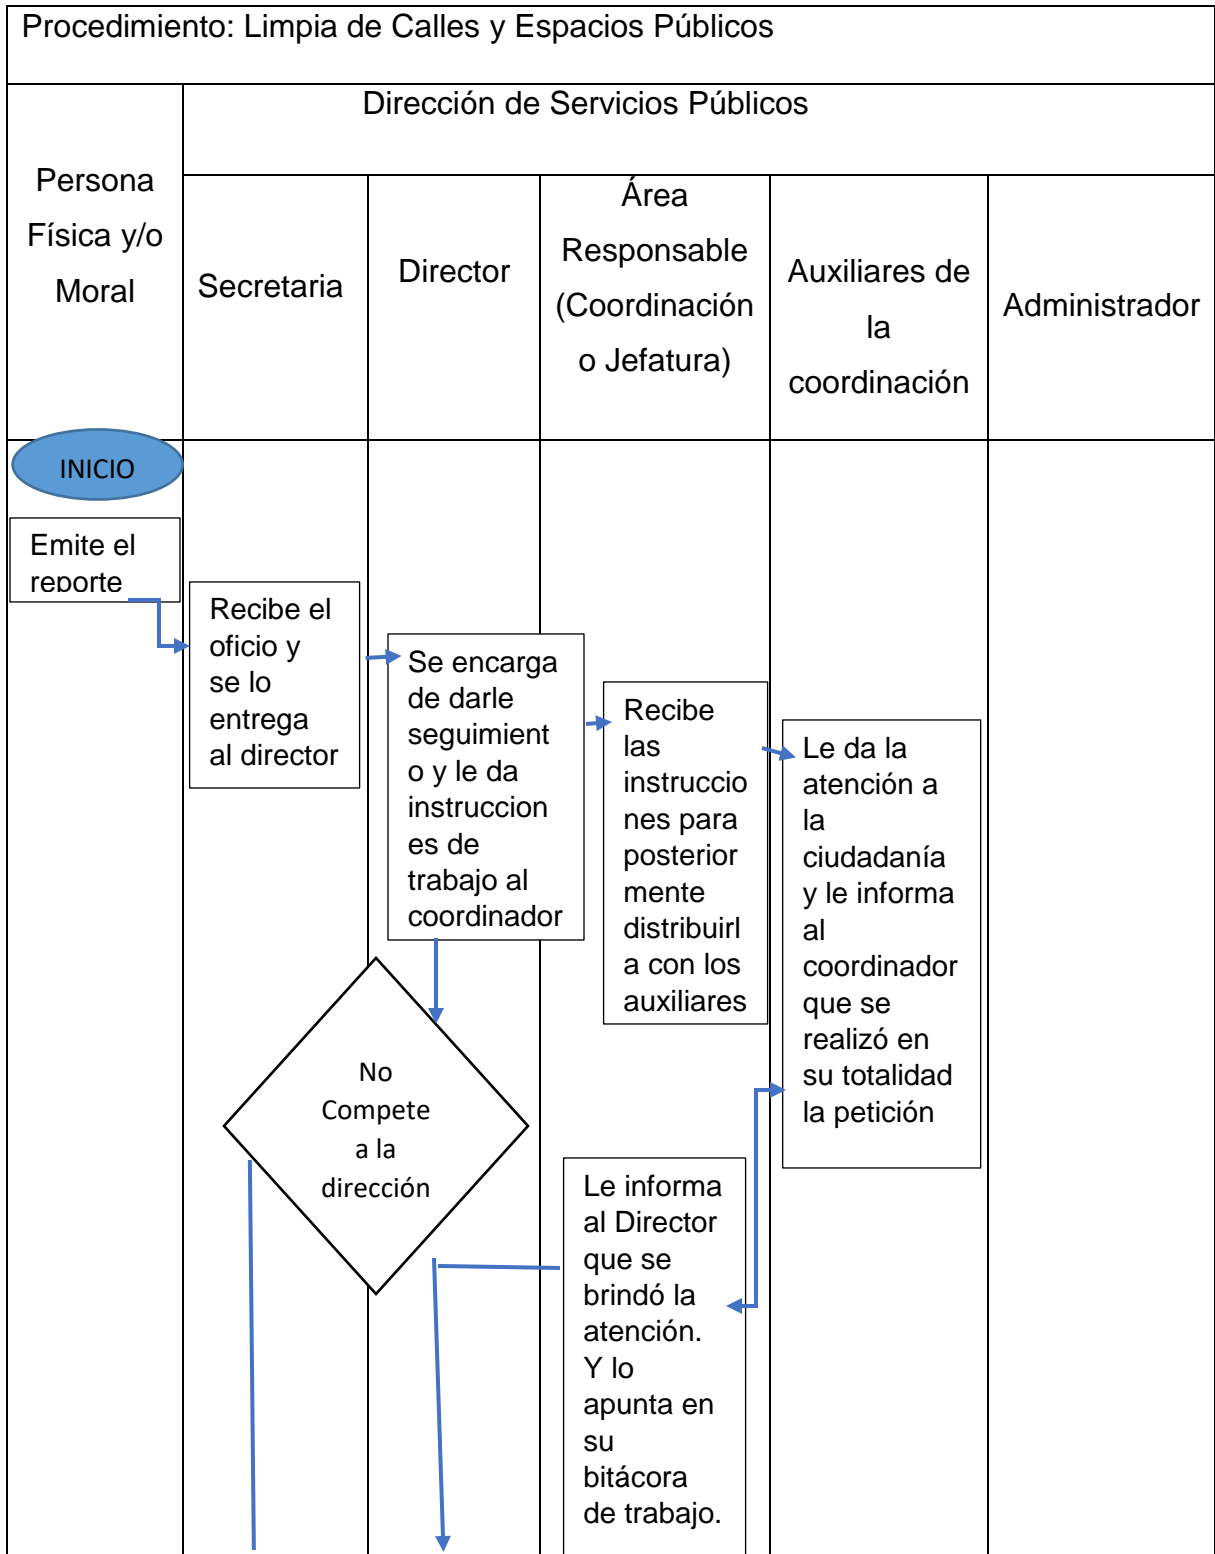 Procedimiento: Limpia de Calles y Espacios Públicos
Dirección de Servicios Públicos
Persona
Física y/o
Moral
Secretaria
Director
Área
Responsable
(Coordinación
o Jefatura)
Auxiliares de
la
coordinación
Administrador
INICIO
Emite el
reporte
Recibe el
oficio y
se lo
entrega
al director
Se encarga
de darle
seguimient
o y le da
instruccion
es de
trabajo al
coordinador
Recibe
las
instruccio
nes para
posterior
mente
distribuirl
a con los
auxiliares
Le da la
atención a
la
ciudadanía
y le informa
al
coordinador
que se
realizó en
su totalidad
la petición
No
Compete
a la
dirección
Le informa
al Director
que se
brindó la
atención.
Y lo
apunta en
su
bitácora
de trabajo.